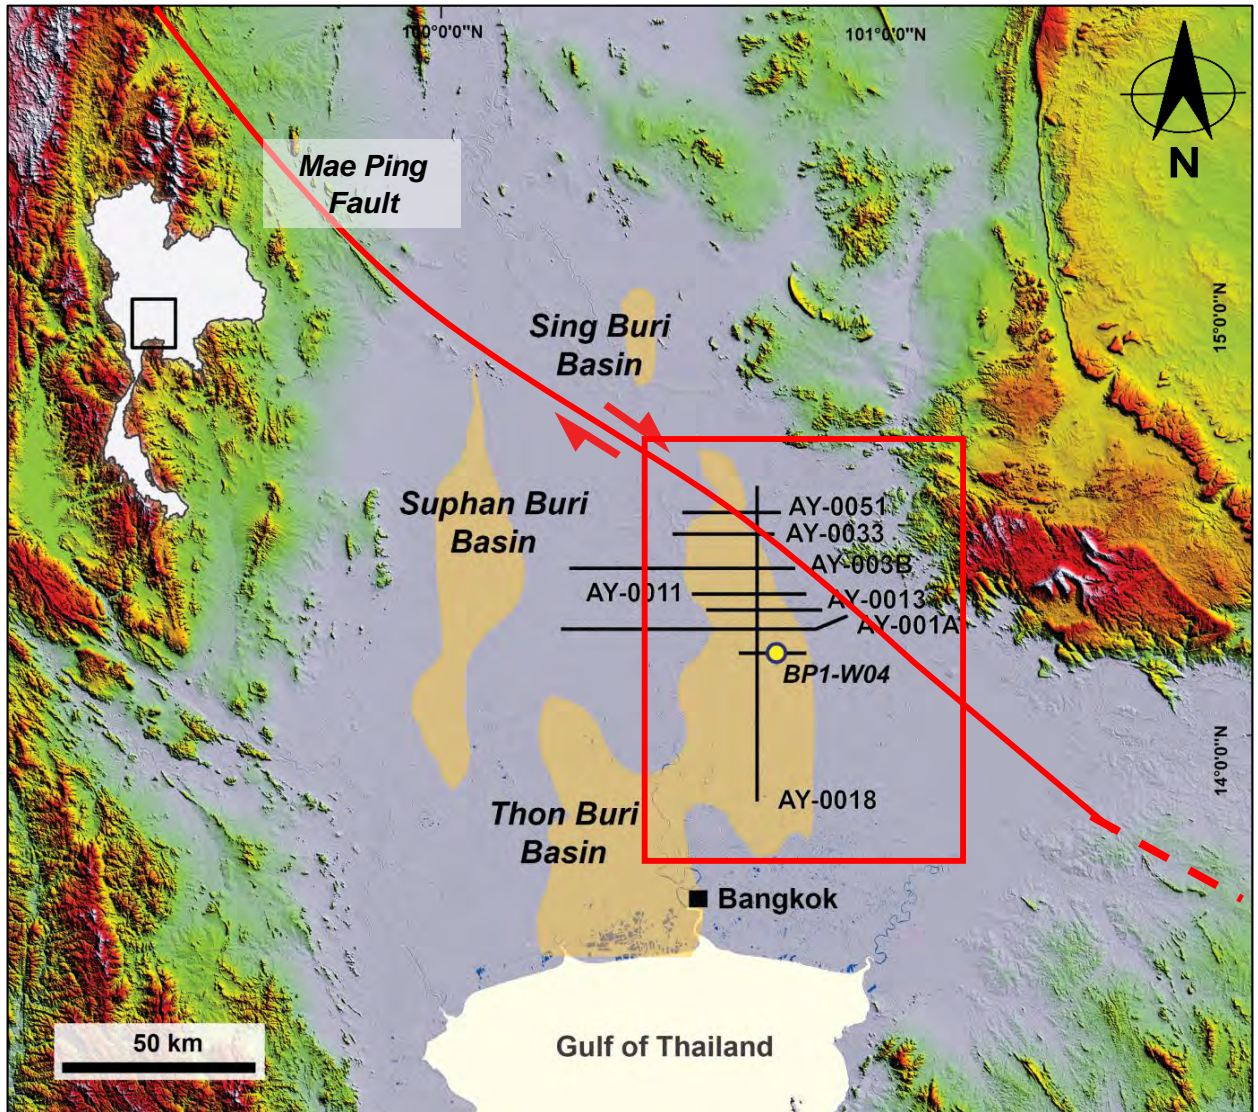 100°0'0"N
101°0'0"N
N
Mae Ping
Fault
15°0'0"N
Sing Buri
Basin
Suphan Buri
Basin
AY-0051
AY-0033
AY-003B
AY-0011
AY-0013
AY-001A
BP1-W04
14°0'0"N
AY-0018
Thon Buri
Basin
Bangkok
50 km
Gulf of Thailand